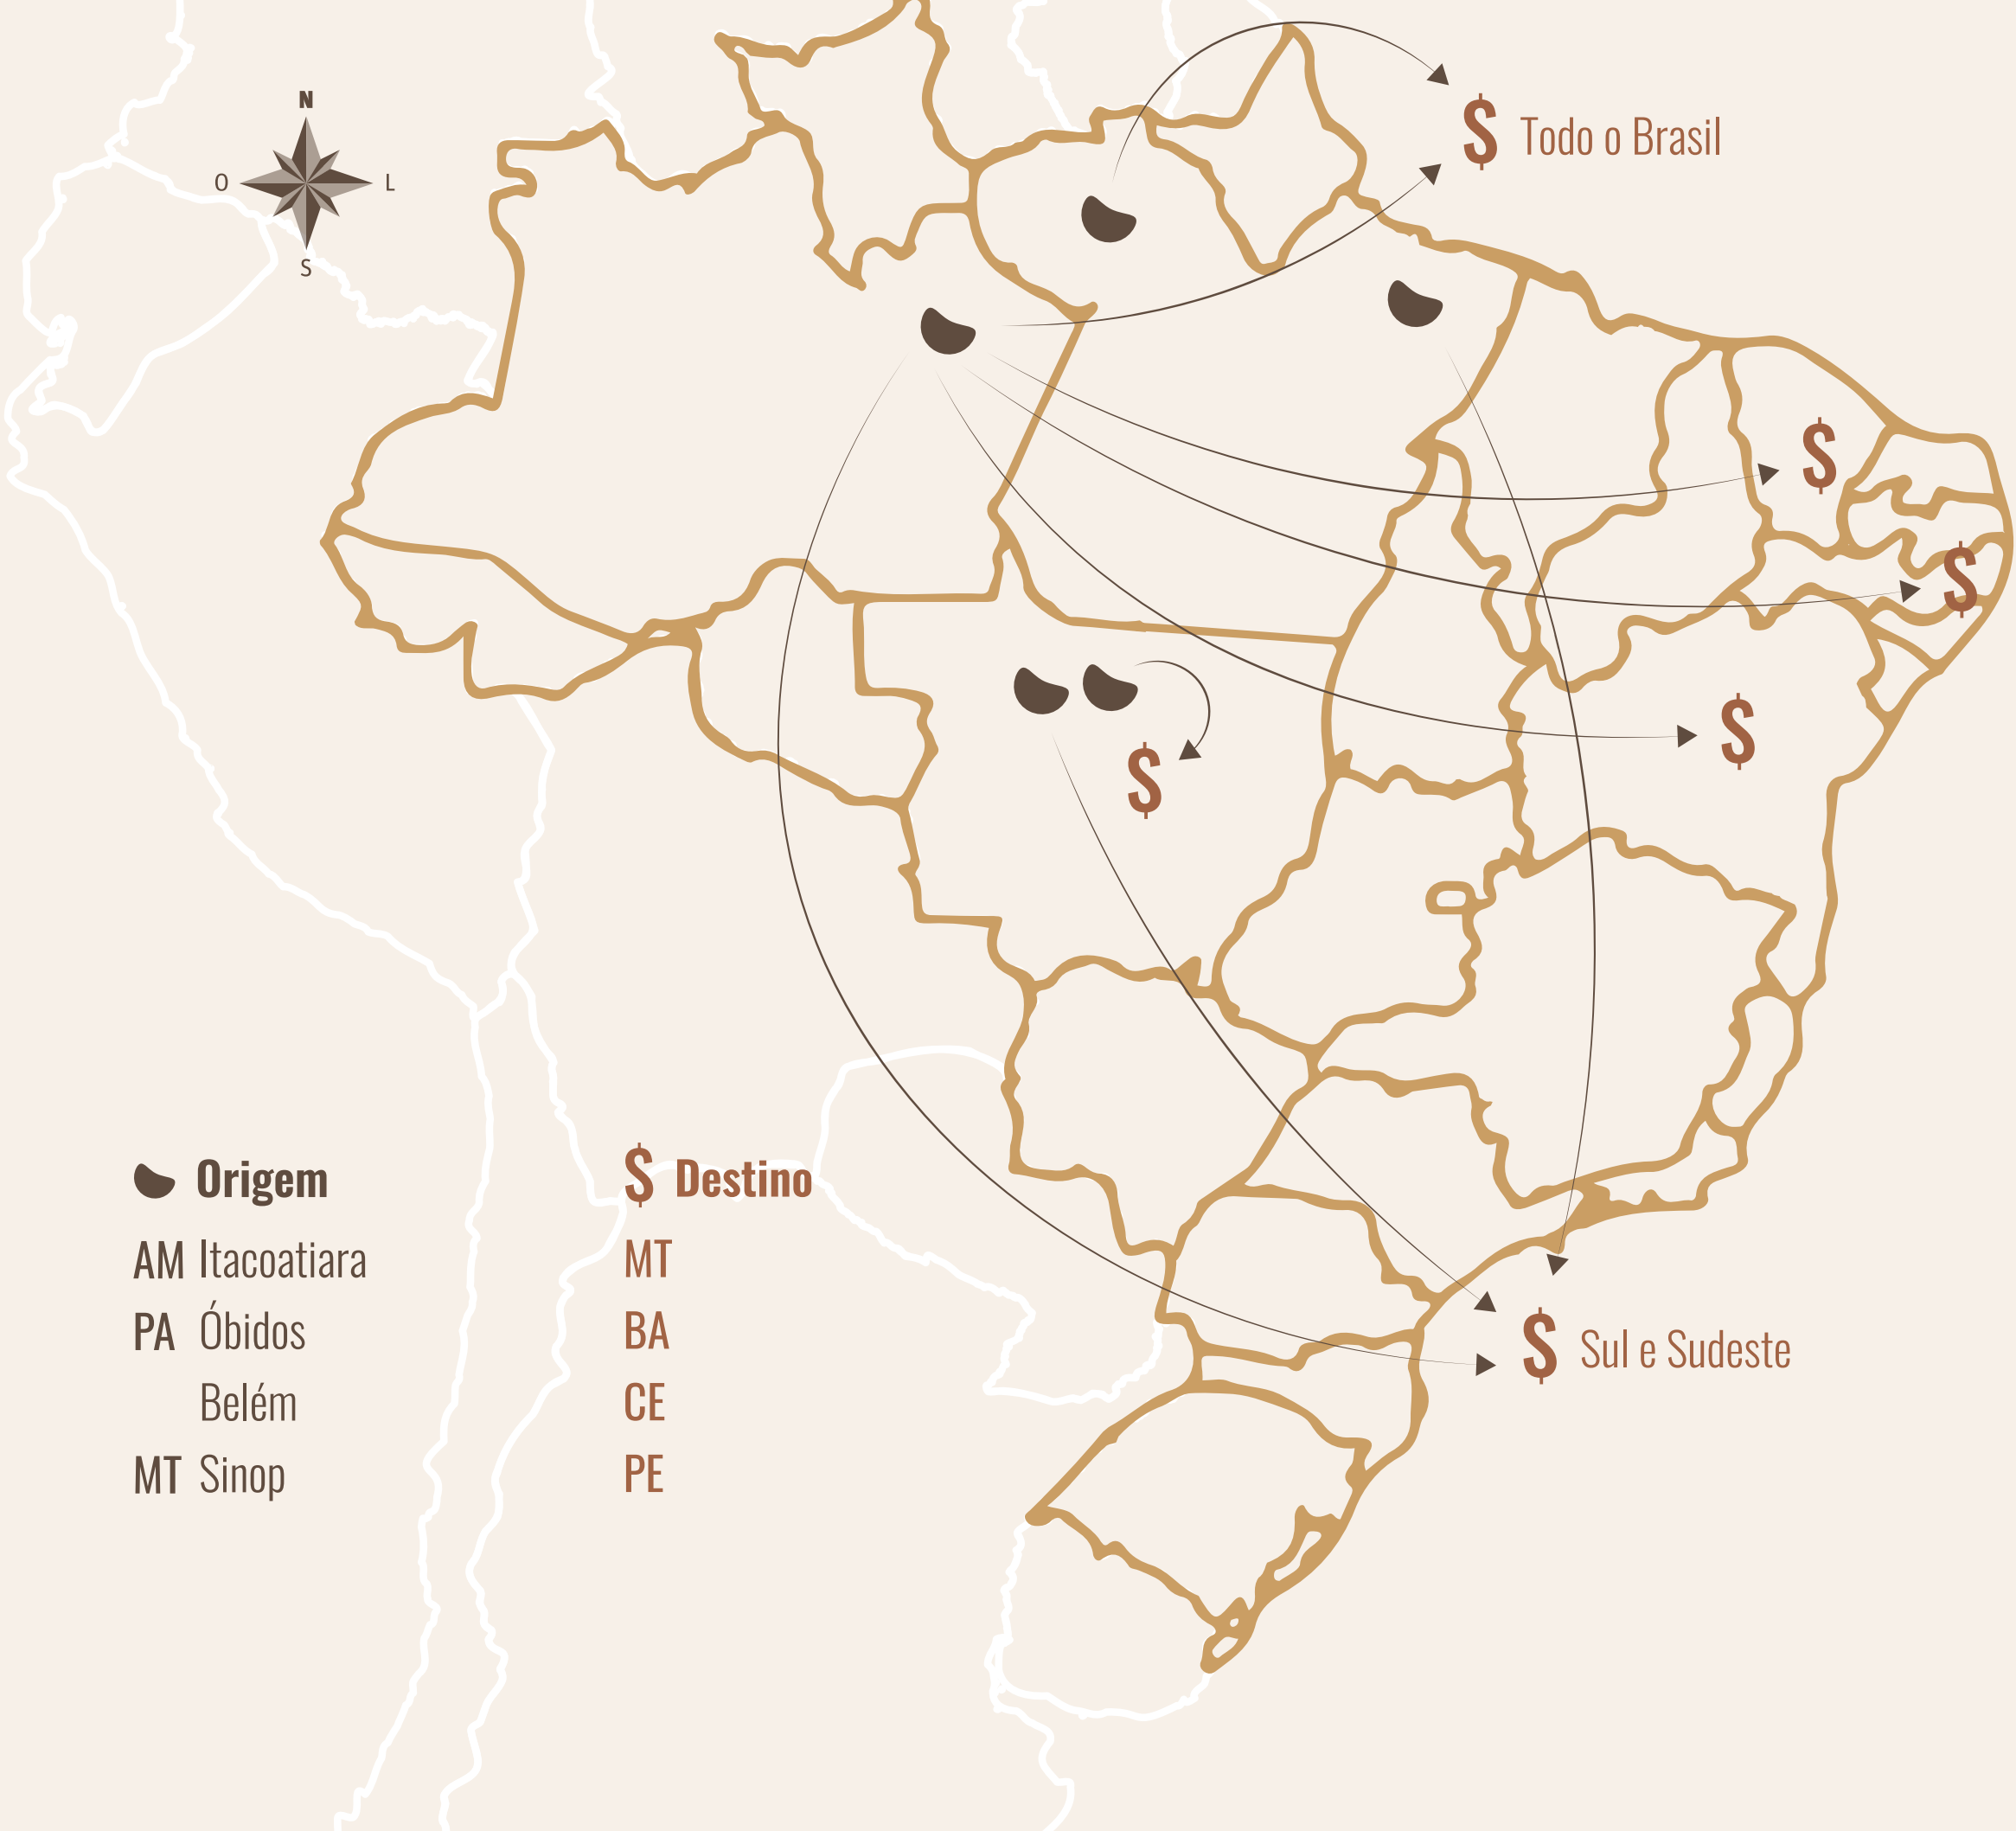 N
O
L
S
$ Todo o Brasil
$
$
$
$
Origem
AM Itacoatiara
PA Óbidos
Belém
MT Sinop
$ Destino
MT
BA
CE
PE
$ Sul e Sudeste